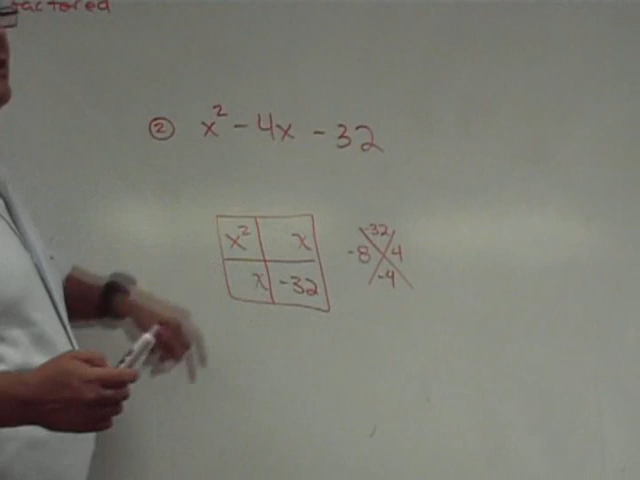 factored
② x² - 4x - 32
x² x
x -32
-32
-8 4
-4